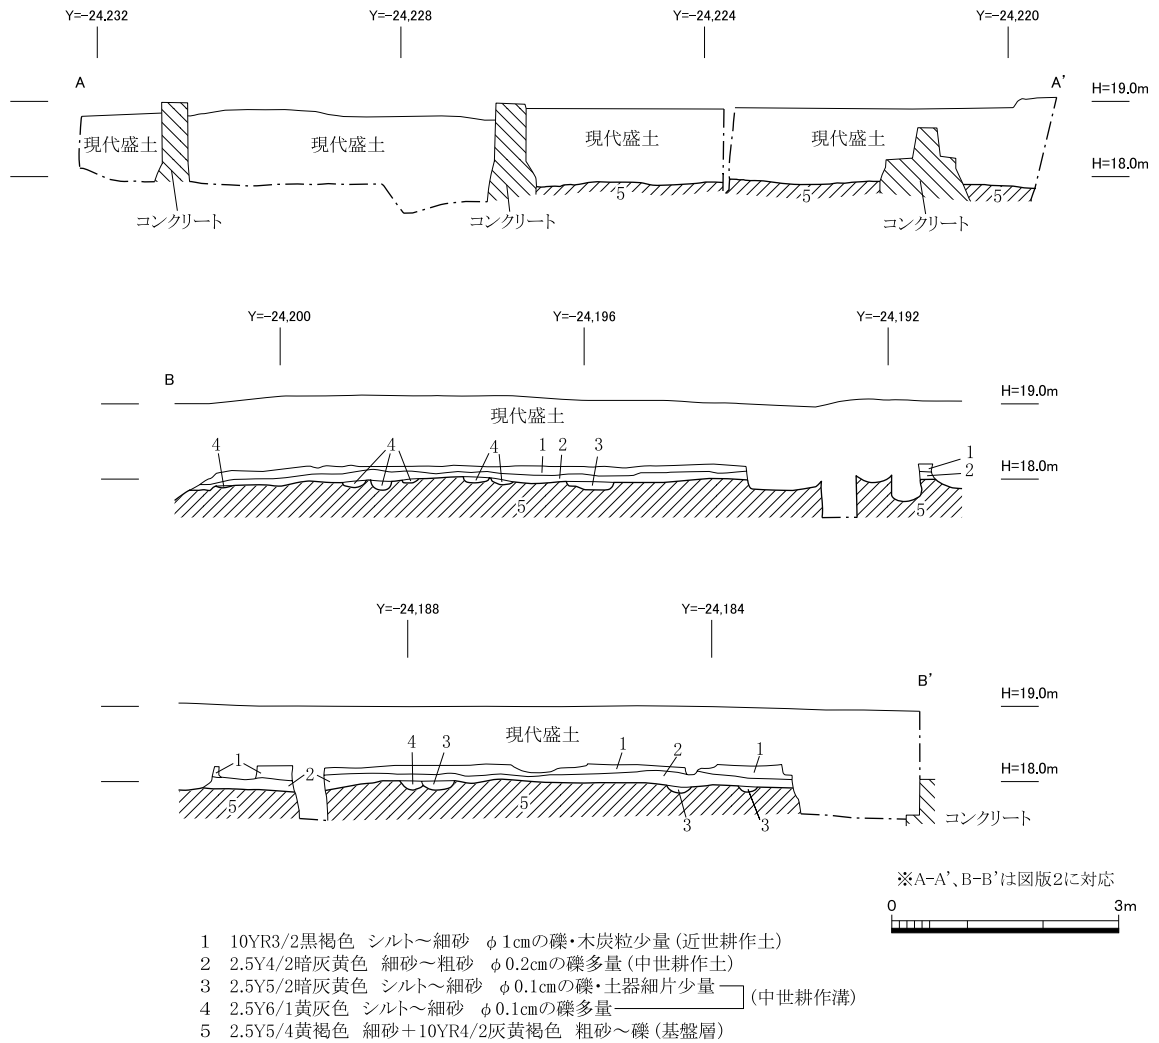 Y=-24,232 Y=-24,228 Y=-24,224 Y=-24,220
A A' H=19.0m
現代盛土 現代盛土 現代盛土 現代盛土
H=18.0m
5 5 5
コンクリート コンクリート コンクリート
Y=-24,200 Y=-24,196 Y=-24,192
B H=19.0m
現代盛土
4 4 4 1 2 3 1
2 H=18.0m
5 5
Y=-24,188 Y=-24,184
B' H=19.0m
現代盛土
1 2 4 3 1 2 1
H=18.0m
5 5
3 3 コンクリート
※A-A'、B-B'は図版2に対応
0 3m
1 10YR3/2黒褐色 シルト～細砂 φ1cmの礫・木炭粒少量(近世耕作土)
2 2.5Y4/2暗灰黄色 細砂～粗砂 φ0.2cmの礫多量(中世耕作土)
3 2.5Y5/2暗灰黄色 シルト～細砂 φ0.1cmの礫・土器細片少量
(中世耕作溝)
4 2.5Y6/1黄灰色 シルト～細砂 φ0.1cmの礫多量
5 2.5Y5/4黄褐色 細砂＋10YR4/2灰黄褐色 粗砂～礫(基盤層)